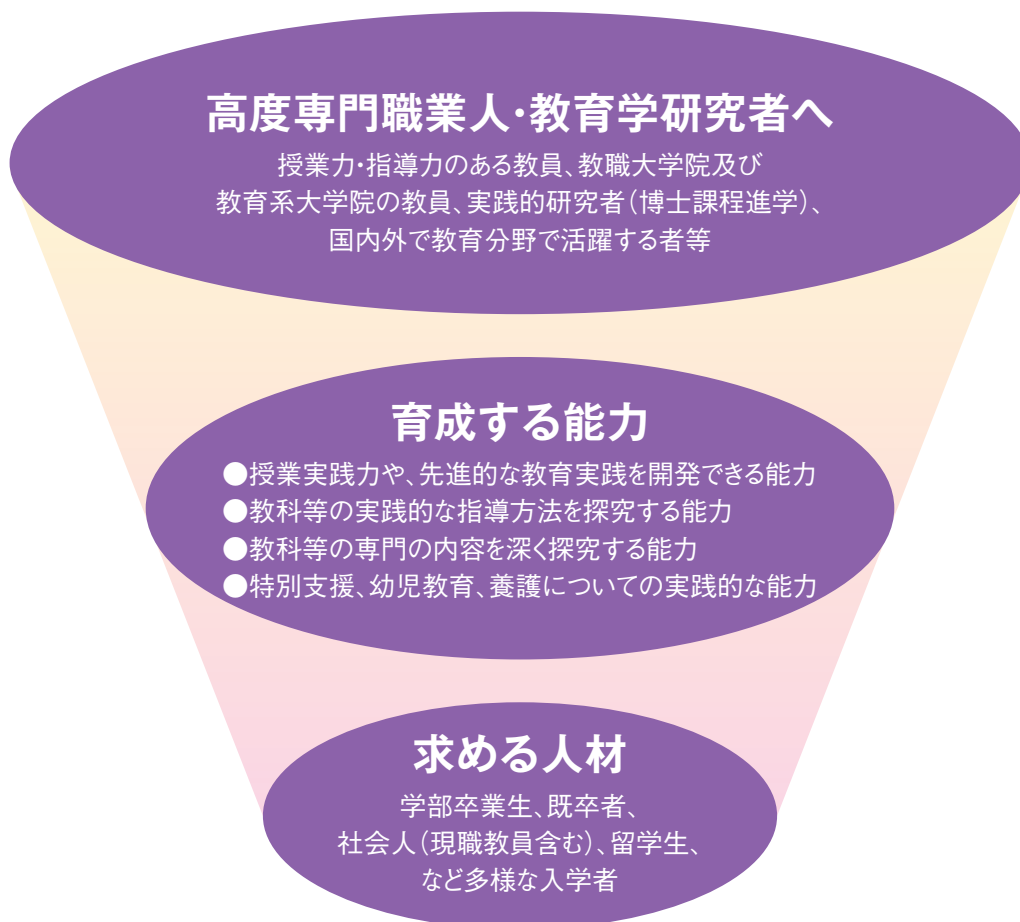 高度専門職業人・教育学研究者へ
授業力・指導力のある教員、教職大学院及び
教育系大学院の教員、実践的研究者（博士課程進学）、
国内外で教育分野で活躍する者等
育成する能力
●授業実践力や、先進的な教育実践を開発できる能力
●教科等の実践的な指導方法を探究する能力
●教科等の専門の内容を深く探究する能力
●特別支援、幼児教育、養護についての実践的な能力
求める人材
学部卒業生、既卒者、
社会人（現職教員含む）、留学生、
など多様な入学者